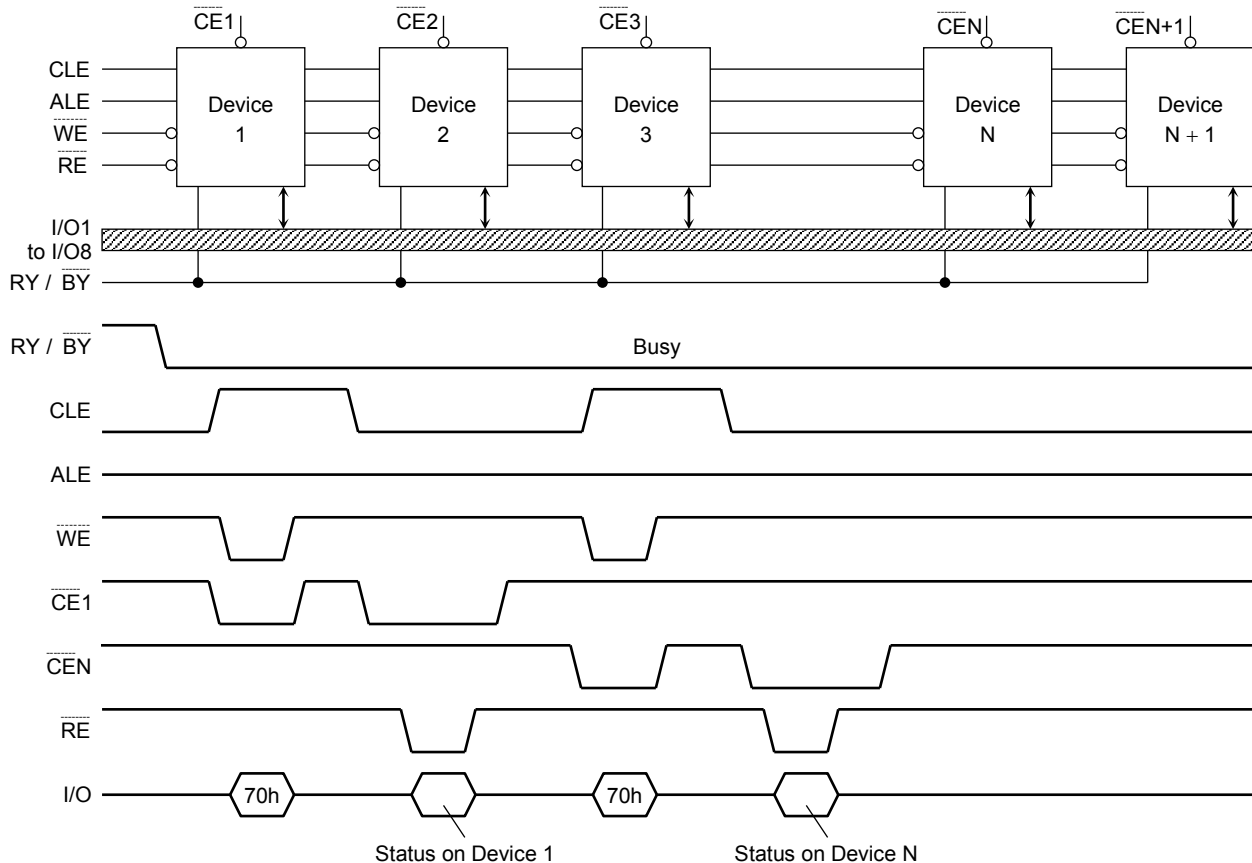 CE1 CE2 CE3 CEN CEN+1
CLE
ALE
WE
RE
Device 1
Device 2
Device 3
Device N
Device N + 1
I/O1 to I/O8
RY / BY
RY / BY
Busy
CLE
ALE
WE
CE1
CEN
RE
I/O
70h
70h
Status on Device 1
Status on Device N